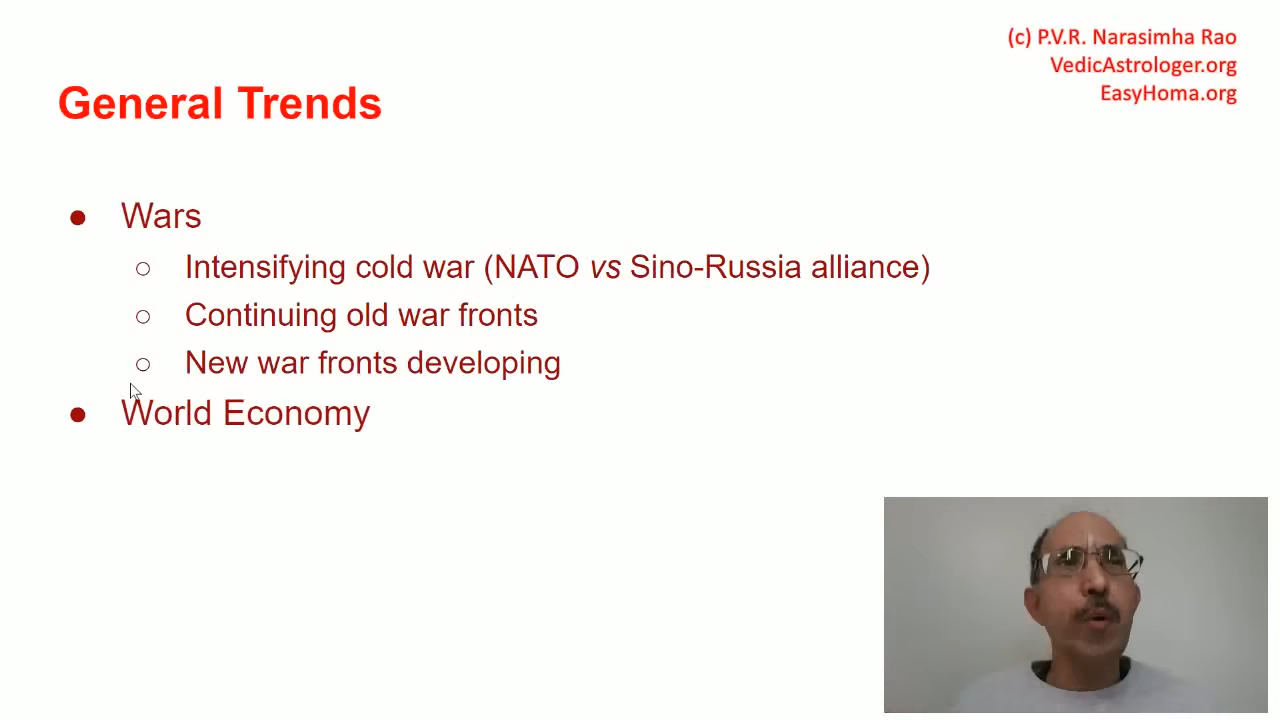 (c) P.V.R. Narasimha Rao
VedicAstrologer.org
EasyHoma.org
General Trends
● Wars
○ Intensifying cold war (NATO vs Sino-Russia alliance)
○ Continuing old war fronts
○ New war fronts developing
● World Economy